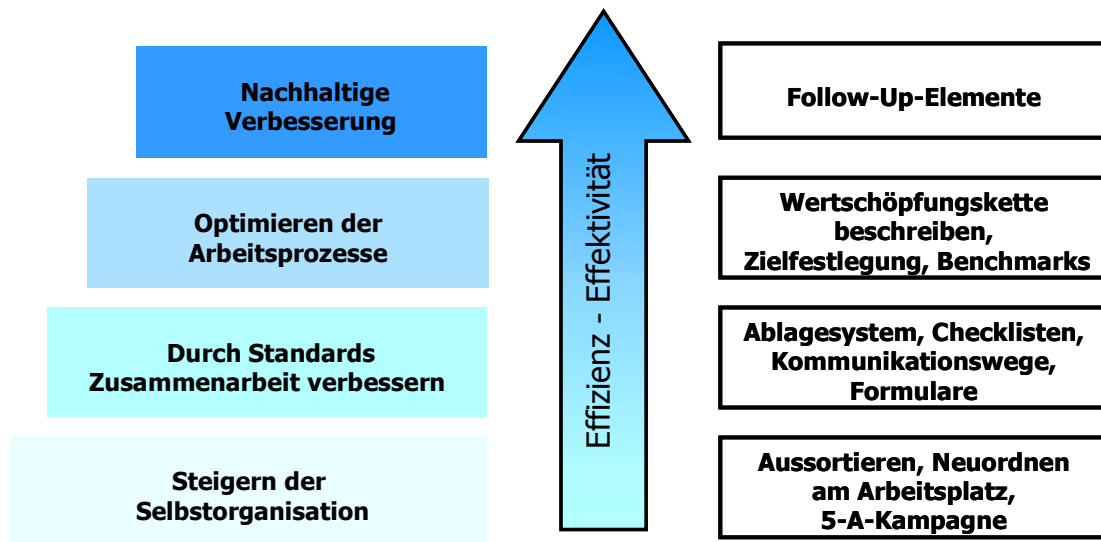 Nachhaltige
Verbesserung
Follow-Up-Elemente
Optimieren der
Arbeitsprozesse
Wertschöpfungskette
beschreiben,
Zielfestlegung, Benchmarks
Durch Standards
Zusammenarbeit verbessern
Ablagesystem, Checklisten,
Kommunikationswege,
Formulare
Steigern der
Selbstorganisation
Aussortieren, Neuordnen
am Arbeitsplatz,
5-A-Kampagne
Effizienz - Effektivität